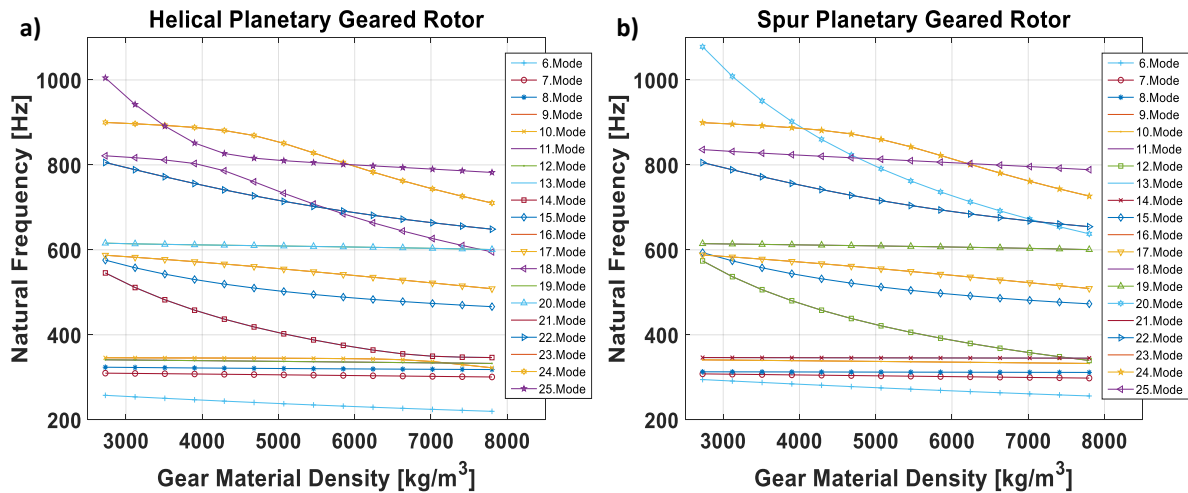 a)
Helical Planetary Geared Rotor
Natural Frequency [Hz]
1000
800
600
400
200
3000
4000
5000
6000
7000
8000
Gear Material Density [kg/m³]
6.Mode
7.Mode
8.Mode
9.Mode
10.Mode
11.Mode
12.Mode
13.Mode
14.Mode
15.Mode
16.Mode
17.Mode
18.Mode
19.Mode
20.Mode
21.Mode
22.Mode
23.Mode
24.Mode
25.Mode
b)
Spur Planetary Geared Rotor
Natural Frequency [Hz]
1000
800
600
400
200
3000
4000
5000
6000
7000
8000
Gear Material Density [kg/m³]
6.Mode
7.Mode
8.Mode
9.Mode
10.Mode
11.Mode
12.Mode
13.Mode
14.Mode
15.Mode
16.Mode
17.Mode
18.Mode
19.Mode
20.Mode
21.Mode
22.Mode
23.Mode
24.Mode
25.Mode